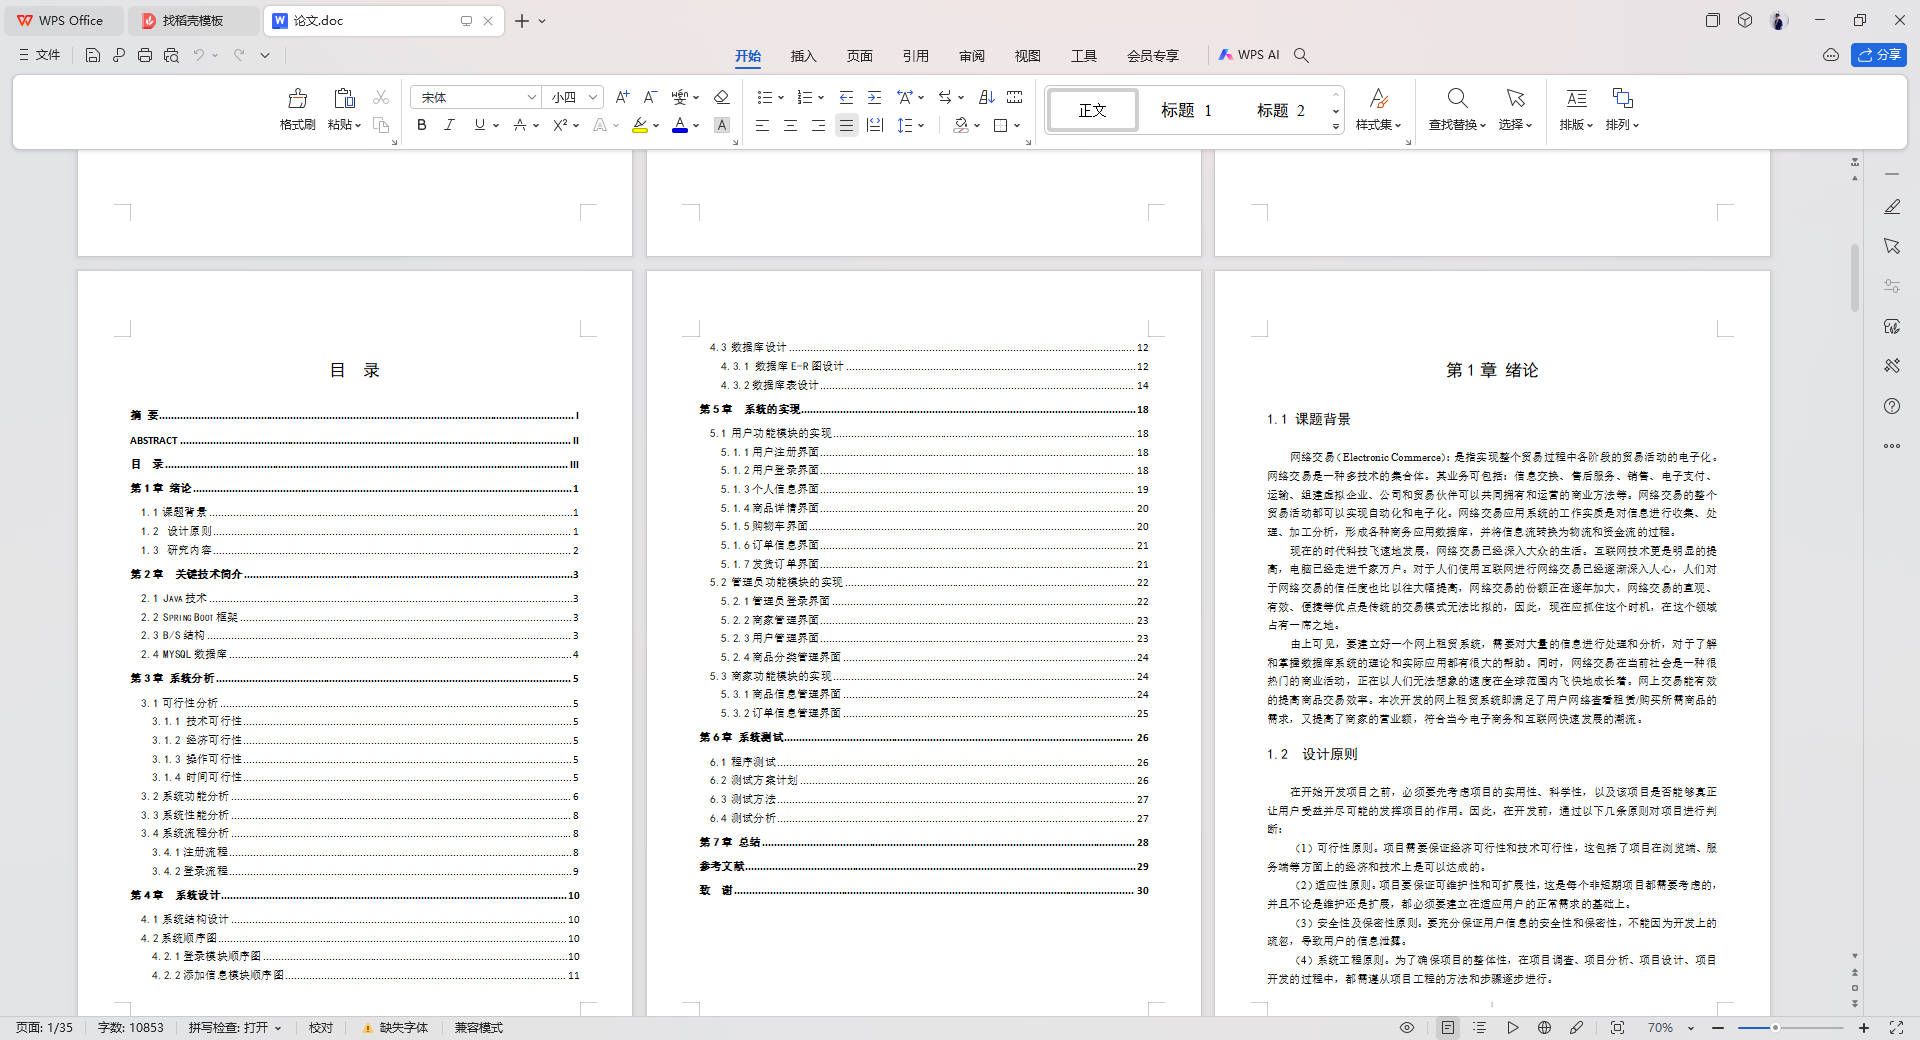 WPS Office
找稻壳模板
论文.doc
文件
开始
插入
页面
引用
审阅
视图
工具
会员专享
WPS AI
分享
格式刷
粘贴
宋体
小四
正文
标题 1
标题 2
样式集
查找替换
选择
排版
排列
目 录
摘 要 I
ABSTRACT II
目 录 III
第1章 绪论 1
1.1 课题背景 1
1.2 设计原则 1
1.3 研究内容 2
第2章 关键技术简介 3
2.1 JAVA 技术 3
2.2 SPRING BOOT 框架 3
2.3 B/S 结构 3
2.4 MYSQL 数据库 4
第3章 系统分析 5
3.1 可行性分析 5
3.1.1 技术可行性 5
3.1.2 经济可行性 5
3.1.3 操作可行性 5
3.1.4 时间可行性 5
3.2 系统功能分析 6
3.3 系统性能分析 8
3.4 系统流程分析 8
3.4.1 注册流程 8
3.4.2 登录流程 9
第4章 系统设计 10
4.1 系统结构设计 10
4.2 系统顺序图 10
4.2.1 登录模块顺序图 10
4.2.2 添加信息模块顺序图 11
4.3 数据库设计 12
4.3.1 数据库 E-R 图设计 12
4.3.2 数据库表设计 14
第5章 系统的实现 18
5.1 用户功能模块的实现 18
5.1.1 用户注册界面 18
5.1.2 用户登录界面 18
5.1.3 个人信息界面 19
5.1.4 商品详情界面 20
5.1.5 购物车界面 20
5.1.6 订单信息界面 21
5.1.7 发货订单界面 21
5.2 管理员功能模块的实现 22
5.2.1 管理员登录界面 22
5.2.2 商家管理界面 23
5.2.3 用户管理界面 23
5.2.4 商品分类管理界面 24
5.3 商家功能模块的实现 24
5.3.1 商品信息管理界面 24
5.3.2 订单信息管理界面 25
第6章 系统测试 26
6.1 程序测试 26
6.2 测试方案计划 26
6.3 测试方法 27
6.4 测试分析 27
第7章 总结 28
参考文献 29
致 谢 30
第1章 绪论
1.1 课题背景
网络交易(Electronic Commerce):是指实现整个贸易过程中各阶段的贸易活动的电子化。
网络交易是一种多技术的集合体。其业务可包括:信息交换、售后服务、销售、电子支付、
运输、组建虚拟企业、公司和贸易伙伴可以共同拥有和运营的商业方法等。网络交易的整个
贸易活动都可以实现自动化和电子化。网络交易应用系统的工作实质是对信息进行收集、处
理、加工分析,形成各种商务应用数据库,并将信息流转换为物流和资金流的过程。
现在的时代科技飞速地发展,网络交易已经深入大众的生活。互联网技术更是明显的提
高,电脑已经走进千家万户。对于人们使用互联网进行网络交易已经逐渐深入人心,人们对
于网络交易的信任度也比以往大幅提高,网络交易的份额正在逐年加大,网络交易的直观、
有效、便捷等优点是传统的交易模式无法比拟的,因此,现在应抓住这个时机,在这个领域
占有一席之地。
由上可见,要建立好一个网上租贸系统,需要对大量的信息进行处理和分析,对于了解
和掌握数据库系统的理论和实际应用都有很大的帮助。同时,网络交易在当前社会是一种很
热门的商业活动,正在以人们无法想象的速度在全球范围内飞快地成长着。网上交易能有效
的提高商品交易效率。本次开发的网上租贸系统即满足了用户网络查看租赁/购买所需商品的
需求,又提高了商家的营业额,符合当今电子商务和互联网快速发展的潮流。
1.2 设计原则
在开始开发项目之前,必须要先考虑项目的实用性、科学性,以及该项目是否能够真正
让用户受益并尽可能的发挥项目的作用。因此,在开发前,通过以下几条原则对项目进行判
断:
(1)可行性原则。项目需要保证经济可行性和技术可行性,这包括了项目在浏览端、服
务端等方面上的经济和技术上是可以达成的。
(2)适应性原则。项目要保证可维护性和可扩展性,这是每个非短期项目都需要考虑的,
并且不论是维护还是扩展,都必须要建立在适应用户的正常需求的基础上。
(3)安全性及保密性原则。要充分保证用户信息的安全性和保密性,不能因为开发上的
疏忽,导致用户的信息泄露。
(4)系统工程原则。为了确保项目的整体性,在项目调查、项目分析、项目设计、项目
开发的过程中,都需遵从项目工程的方法和步骤逐步进行。
1
页面: 1/35
字数: 10853
拼写检查: 打开
校对
缺失字体
兼容模式
70%